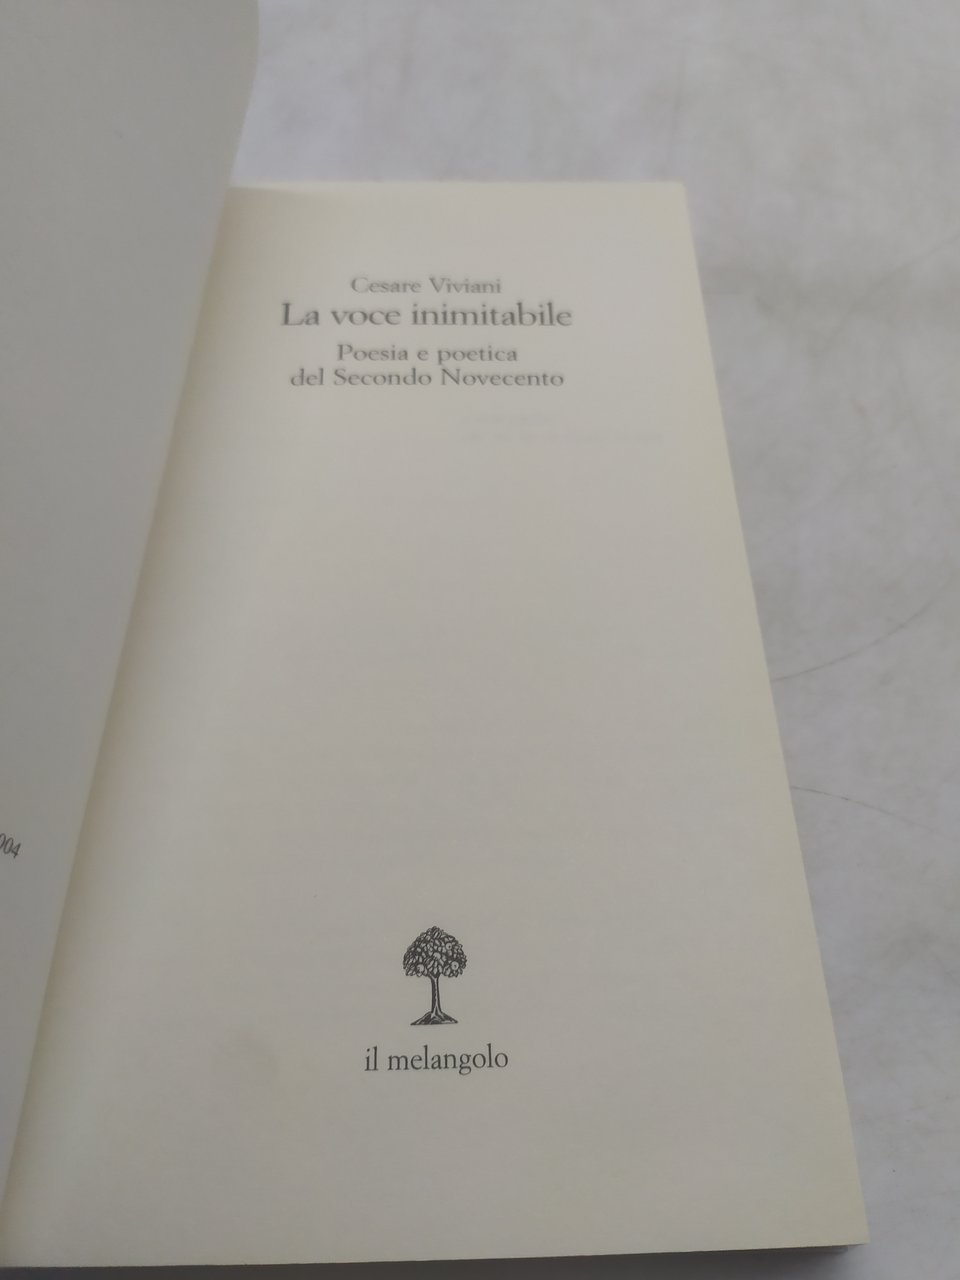 Cesare Viviani
La voce inimitabile
Poesia e poetica
del Secondo Novecento
il melangolo